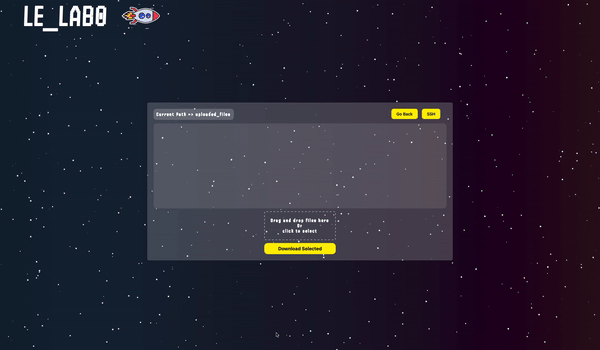 LE_LAB0
Current Path => uploaded_files
Go Back
SSH
Drag and drop files here
Or
click to select
Download Selected